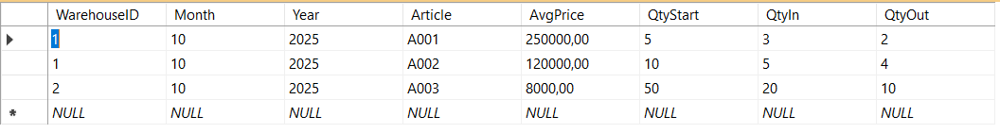 WarehouseID Month Year Article AvgPrice QtyStart QtyIn QtyOut
1 10 2025 A001 250000,00 5 3 2
1 10 2025 A002 120000,00 10 5 4
2 10 2025 A003 8000,00 50 20 10
NULL NULL NULL NULL NULL NULL NULL NULL